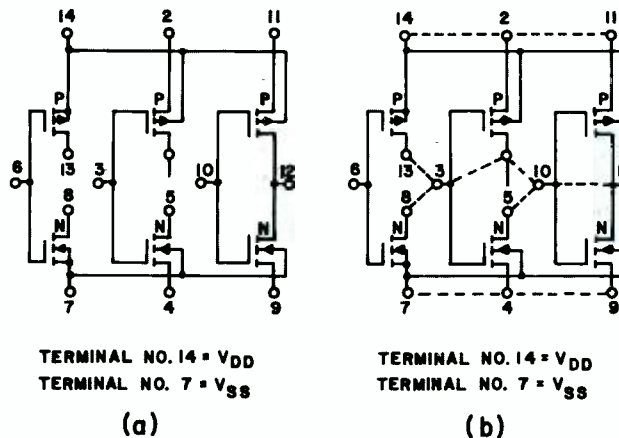 14 2 11 14 2 11
P P P P P P
6 13 3 10 12 6 13 3 10
8 5 8 5
N N N N N N
7 4 9 7 4 9
TERMINAL NO. 14 = VDD TERMINAL NO. 14 = VDD
TERMINAL NO. 7 = VSS TERMINAL NO. 7 = VSS
(a) (b)